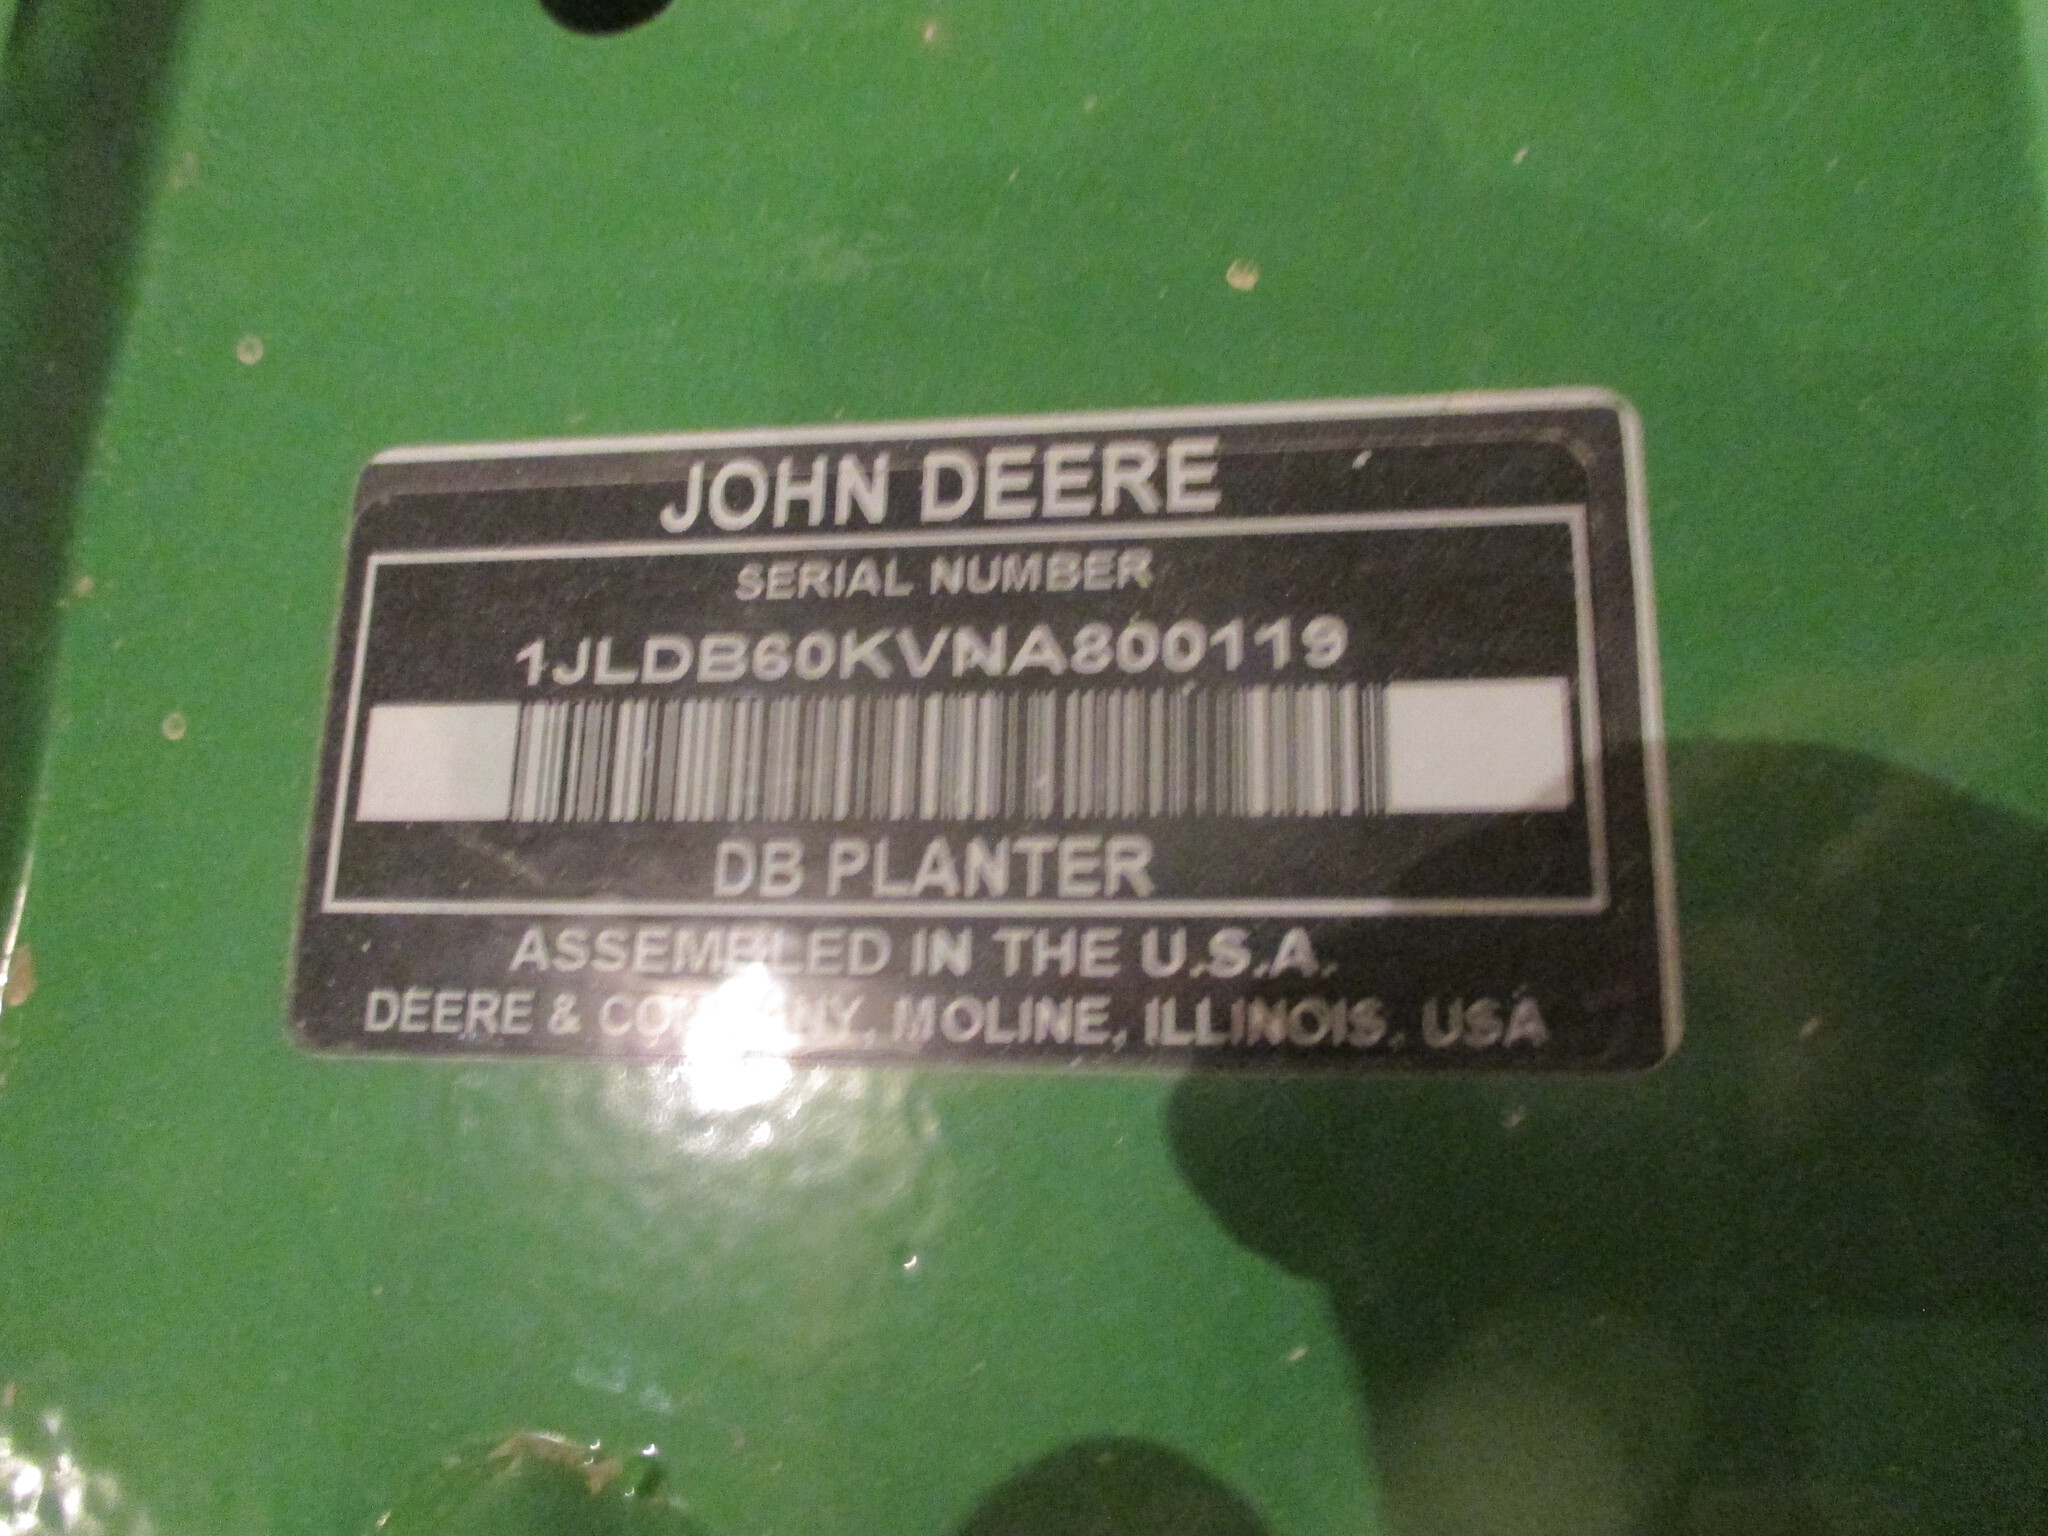 JOHN DEERE
SERIAL NUMBER
1JLDB60KVNA800119
DB PLANTER
ASSEMBLED IN THE U.S.A.
DEERE & COMPANY, MOLINE, ILLINOIS, USA